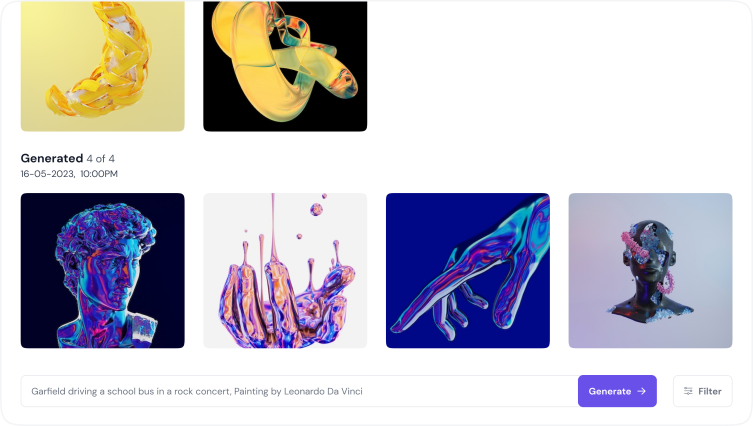 Generated 4 of 4
16-05-2023, 10:00PM
Garfield driving a school bus in a rock concert, Painting by Leonardo Da Vinci
Generate
Filter